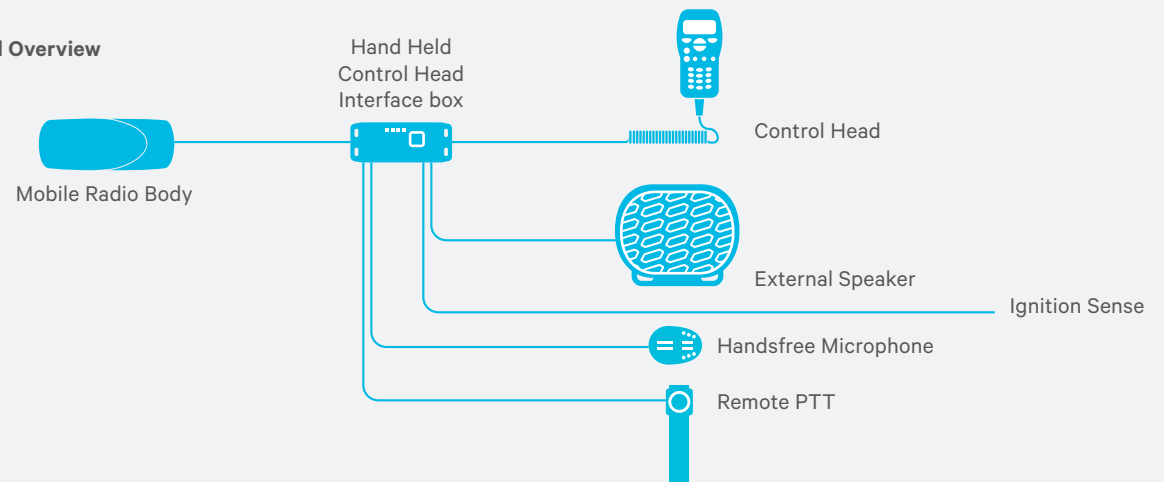 Overview
Hand Held
Control Head
Interface box
Control Head
Mobile Radio Body
External Speaker
Ignition Sense
Handsfree Microphone
Remote PTT